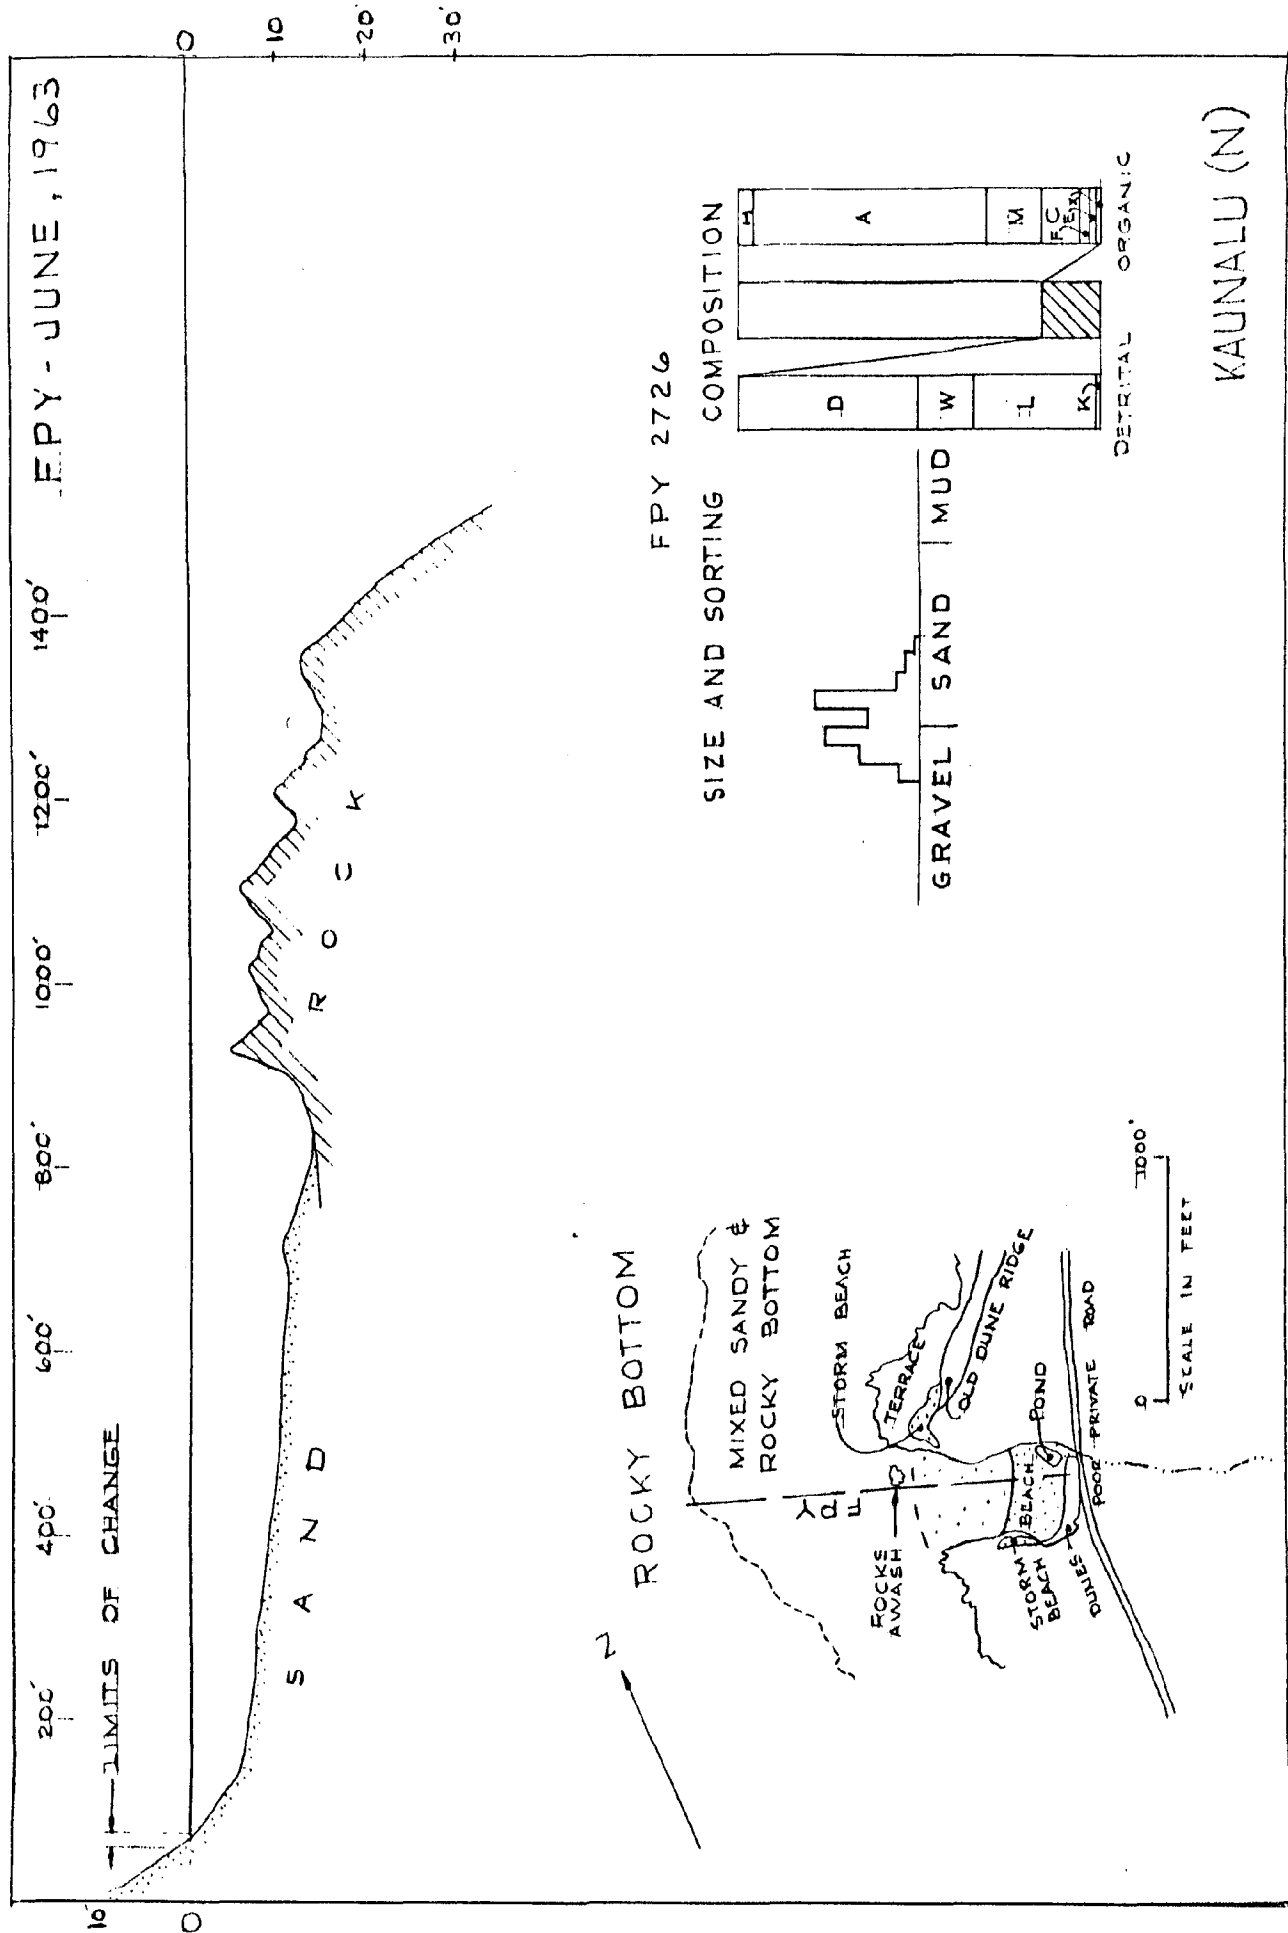 FPY - JUNE, 1963
200' 400' 600' 800' 1000' 1200' 1400'
LIMITS OF CHANGE
10'
0
0
10'
20'
30'
SAND
ROCK
FPY 2726
SIZE AND SORTING
COMPOSITION
GRAVEL | SAND | MUD
D
W
L
K
H
A
M
C
F
E
DETRITAL
ORGANIC
N
ROCKY BOTTOM
MIXED SANDY &
ROCKY BOTTOM
STORM BEACH
FPY
ROCKS
AWASH
TERRACE
OLD DUNE RIDGE
BEACH
POND
STORM
BEACH
DUNES
POOR PRIVATE ROAD
0 1000'
SCALE IN FEET
KAUNALU (N)